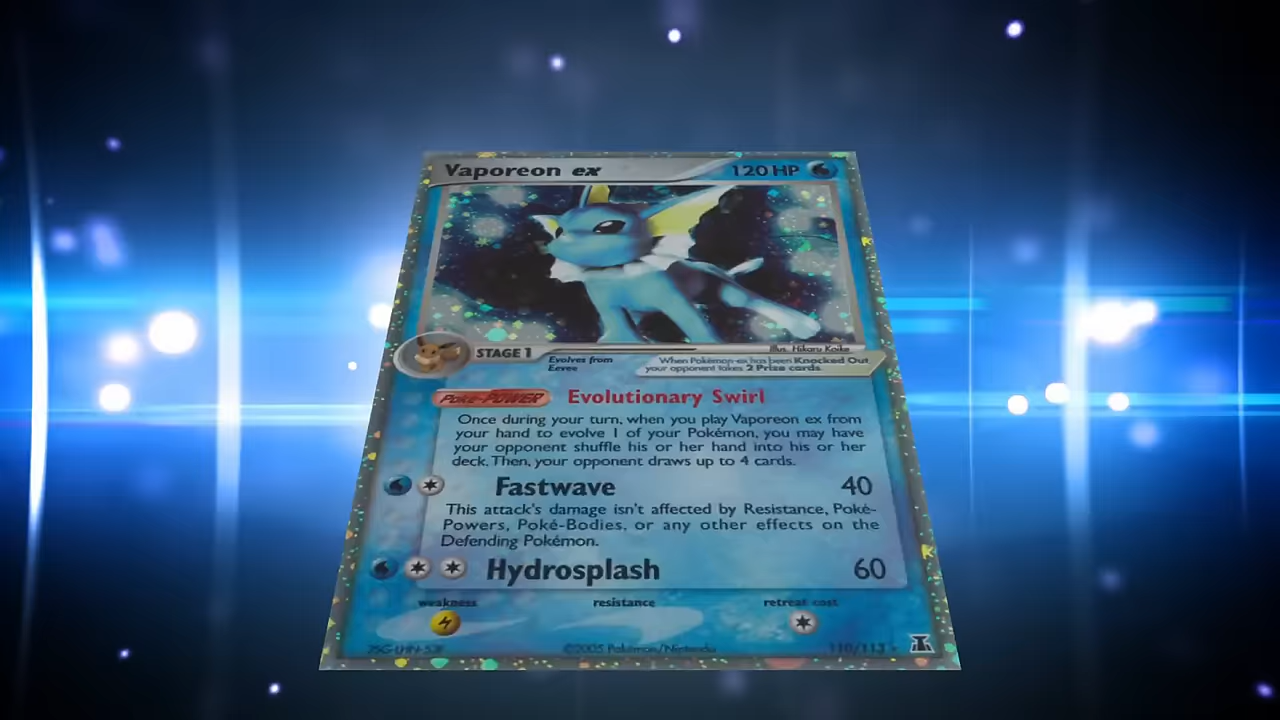 Vaporeon ex 120 HP
Illus. Hikaru Koike
STAGE 1 Evolves from Eevee
When Pokémon-ex has been Knocked Out,
your opponent takes 2 Prize cards.
Poké-POWER Evolutionary Swirl
Once during your turn, when you play Vaporeon ex from
your hand to evolve 1 of your Pokémon, you may have
your opponent shuffle his or her hand into his or her
deck. Then, your opponent draws up to 4 cards.
Fastwave 40
This attack's damage isn't affected by Resistance, Poké-
Powers, Poké-Bodies, or any other effects on the
Defending Pokémon.
Hydrosplash 60
weakness resistance retreat cost
©2005 Pokémon/Nintendo 110/113